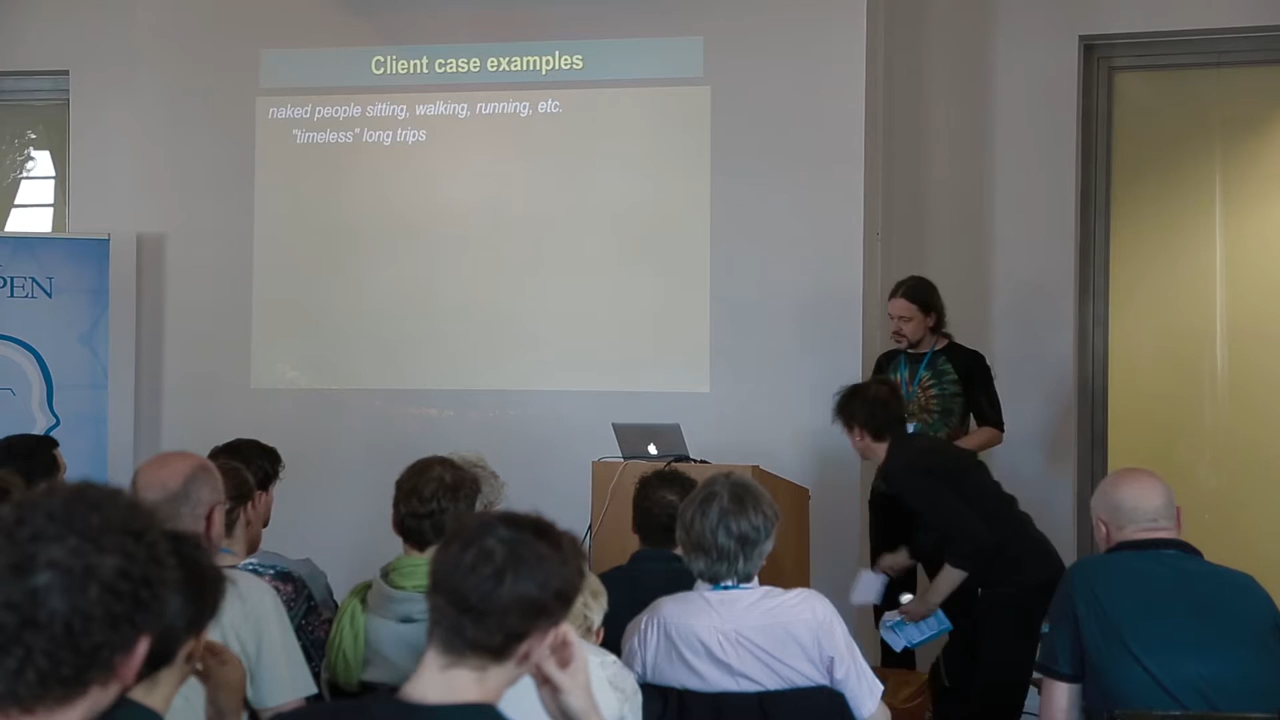 Client case examples
naked people sitting, walking, running, etc.
"timeless" long trips
PEN